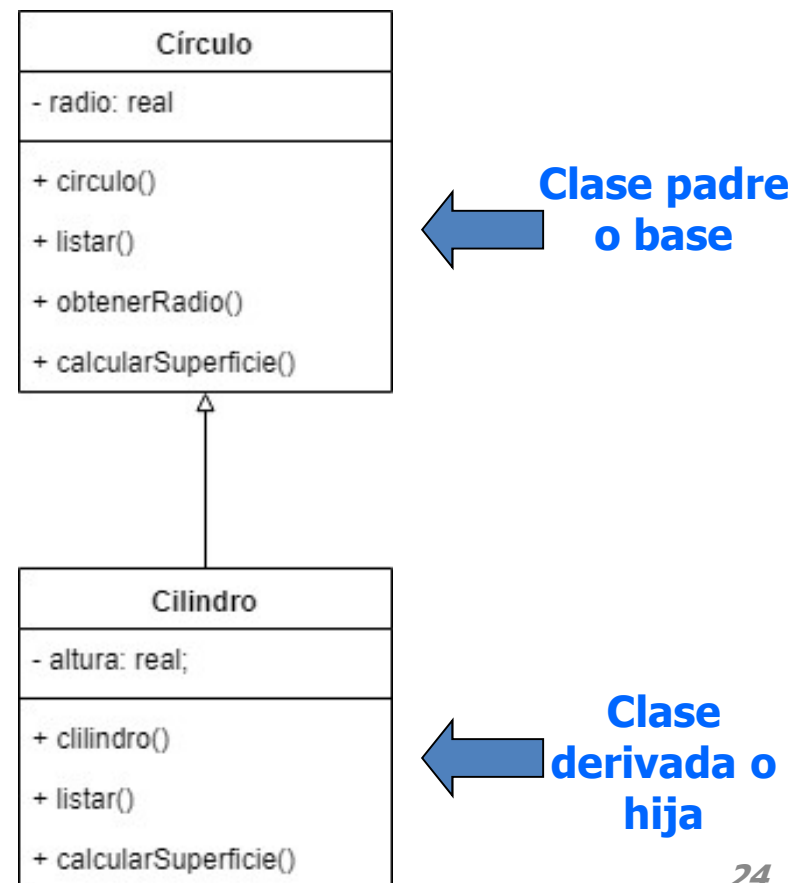 Círculo
- radio: real
+ circulo()
+ listar()
+ obtenerRadio()
+ calcularSuperficie()
Clase padre
o base
Cilindro
- altura: real;
+ clilindro()
+ listar()
+ calcularSuperficie()
Clase
derivada o
hija
24